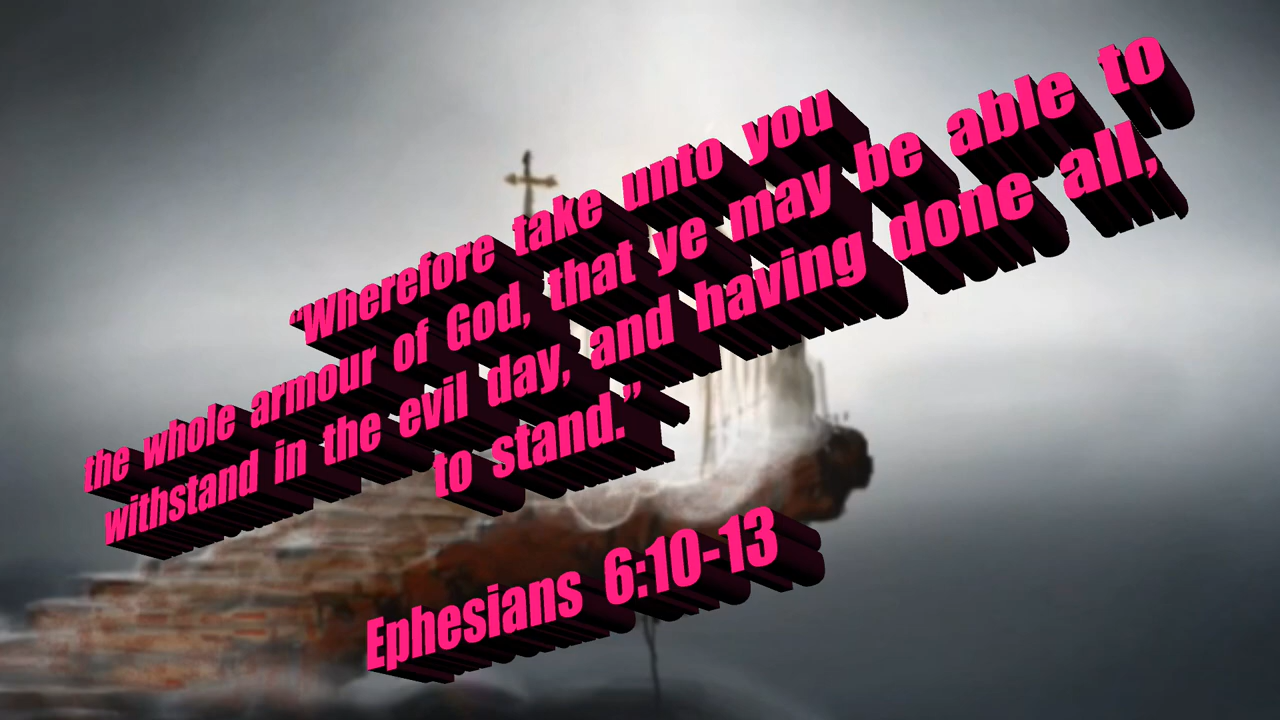 “Wherefore take unto you
the whole armour of God, that ye may be able to
withstand in the evil day, and having done all,
to stand.”
Ephesians 6:10-13